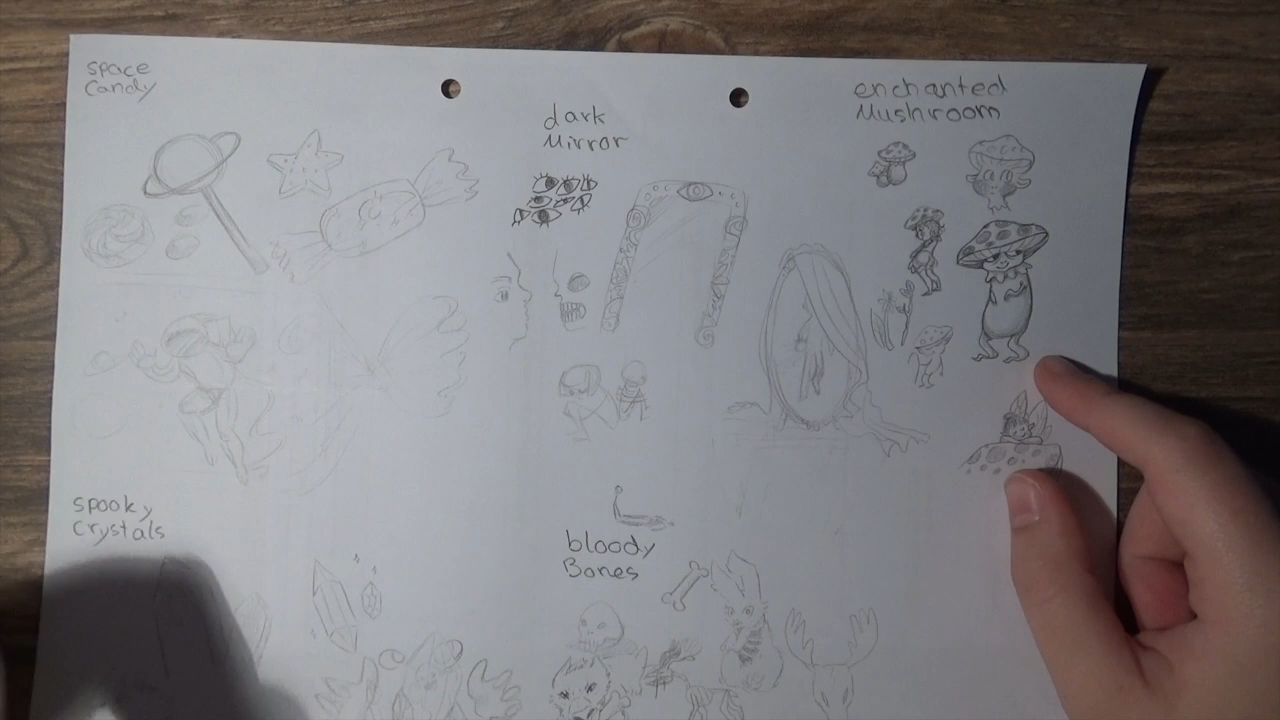 space
Candy
dark
Mirror
enchanted
Mushroom
spooky
Crystals
bloody
Bones